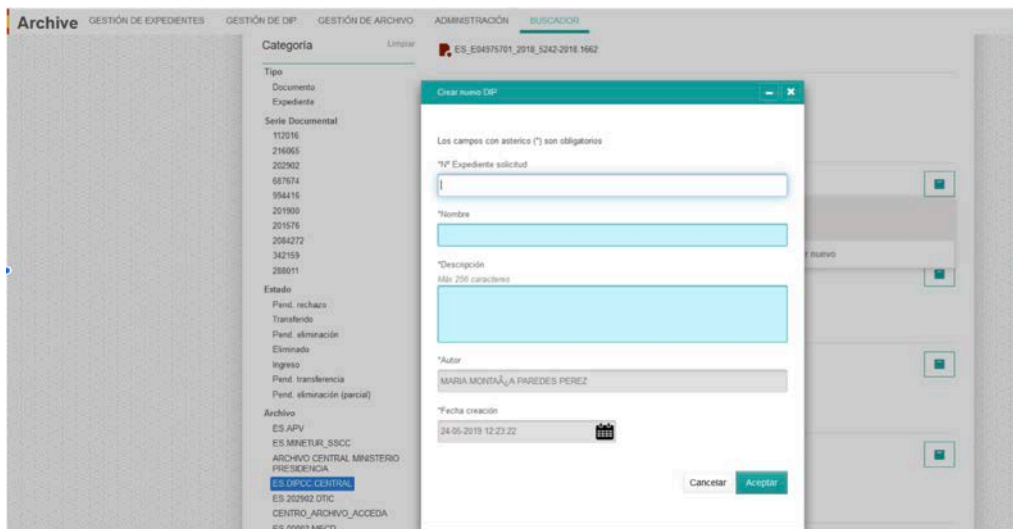 Archive
GESTIÓN DE EXPEDIENTES
GESTIÓN DE DIP
GESTIÓN DE ARCHIVO
ADMINISTRACIÓN
BUSCADOR
Categoría
Limpiar
Tipo
Documento
Expediente
Serie Documental
112016
216065
202902
687674
994416
201900
201576
2084272
342159
288011
Estado
Pend. rechazo
Transferido
Pend. eliminación
Eliminado
Ingreso
Pend. transferencia
Pend. eliminación (parcial)
Archivo
ES.APV
ES.MINETUR_SSCC
ARCHIVO CENTRAL MINISTERIO
PRESIDENCIA
ES.DIPCC.CENTRAL
ES.202902.DTIC
CENTRO_ARCHIVO_ACCEDA
ES_E04975701_2018_5242-2018.1662
Crear nuevo DIP
Los campos con asterico (*) son obligatorios
*Nº Expediente solicitud
*Nombre
*Descripción
Máx 256 caracteres
*Autor
MARIA MONTAÃ¿A PAREDES PEREZ
*Fecha creación
24-05-2019 12:23:22
Cancelar
Aceptar
nuevo